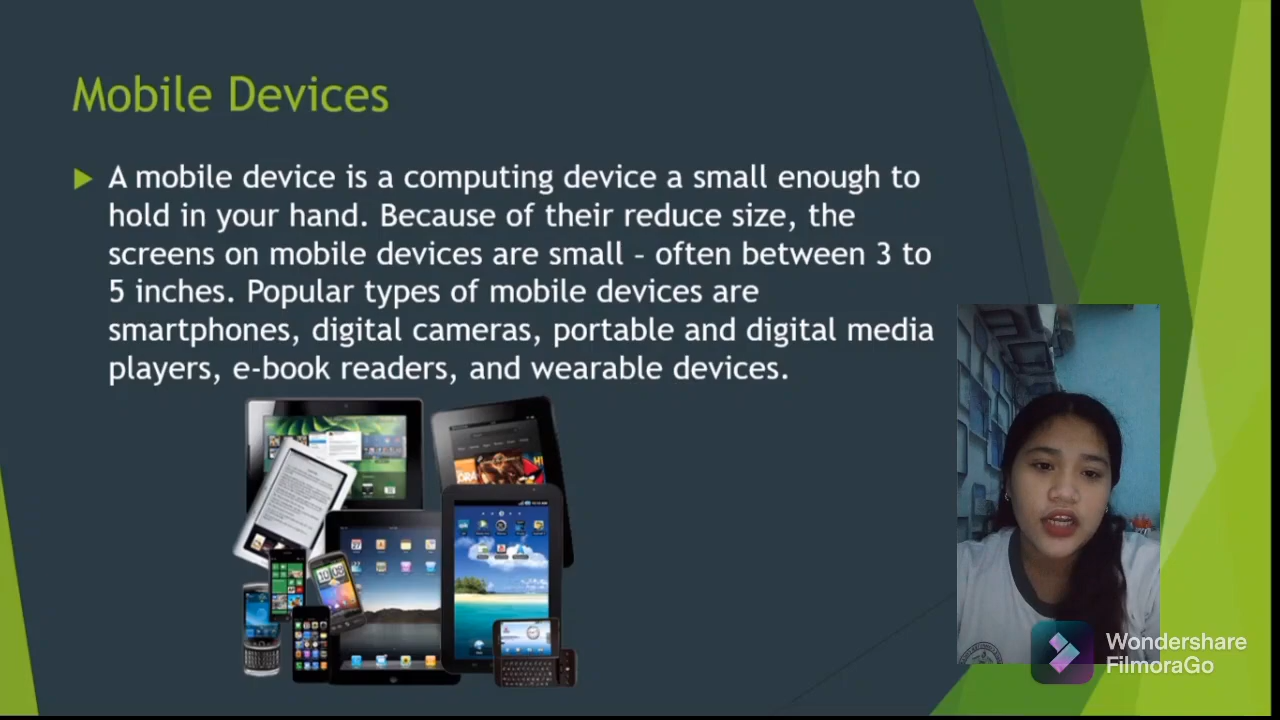 Mobile Devices
A mobile device is a computing device a small enough to
hold in your hand. Because of their reduce size, the
screens on mobile devices are small – often between 3 to
5 inches. Popular types of mobile devices are
smartphones, digital cameras, portable and digital media
players, e-book readers, and wearable devices.
Wondershare
FilmoraGo